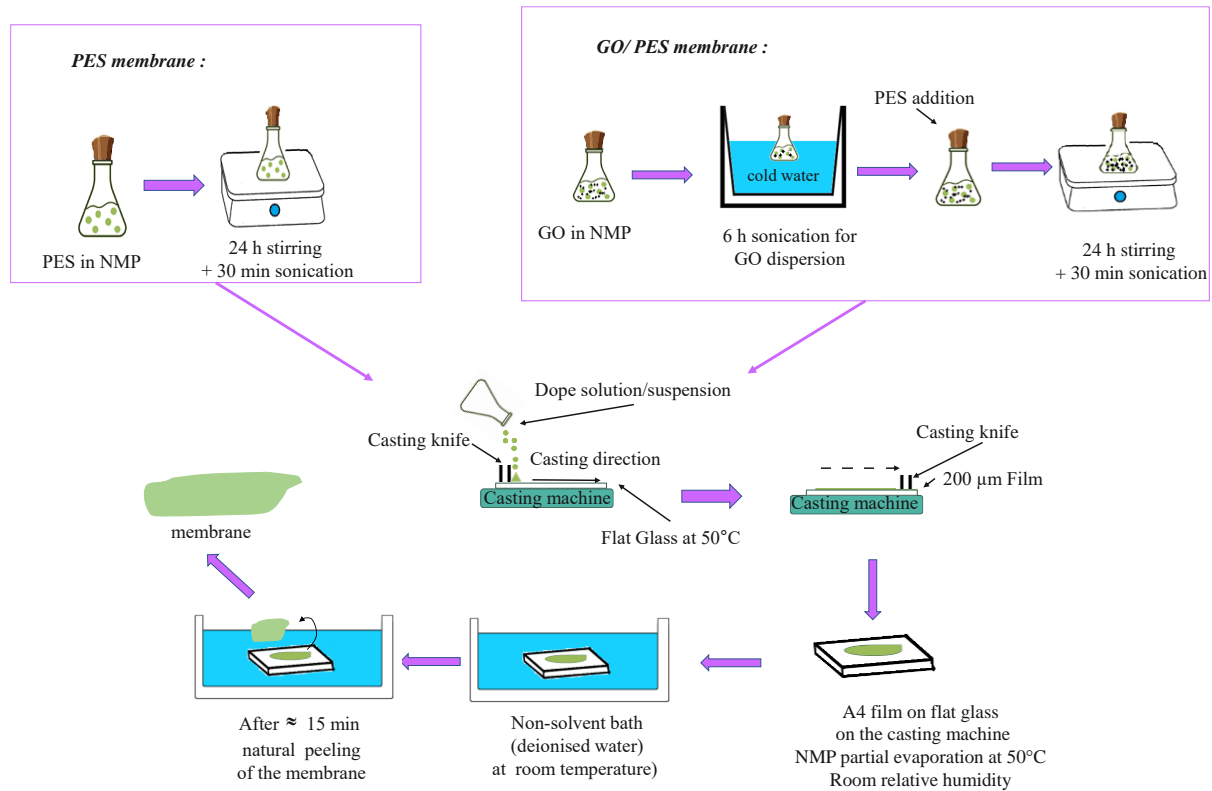 PES membrane :
PES in NMP
24 h stirring
+ 30 min sonication
GO/ PES membrane :
GO in NMP
cold water
6 h sonication for
GO dispersion
PES addition
24 h stirring
+ 30 min sonication
Dope solution/suspension
Casting knife
Casting direction
Casting machine
Flat Glass at 50°C
Casting knife
200 µm Film
Casting machine
A4 film on flat glass
on the casting machine
NMP partial evaporation at 50°C
Room relative humidity
Non-solvent bath
(deionised water)
at room temperature)
After ≈ 15 min
natural peeling
of the membrane
membrane